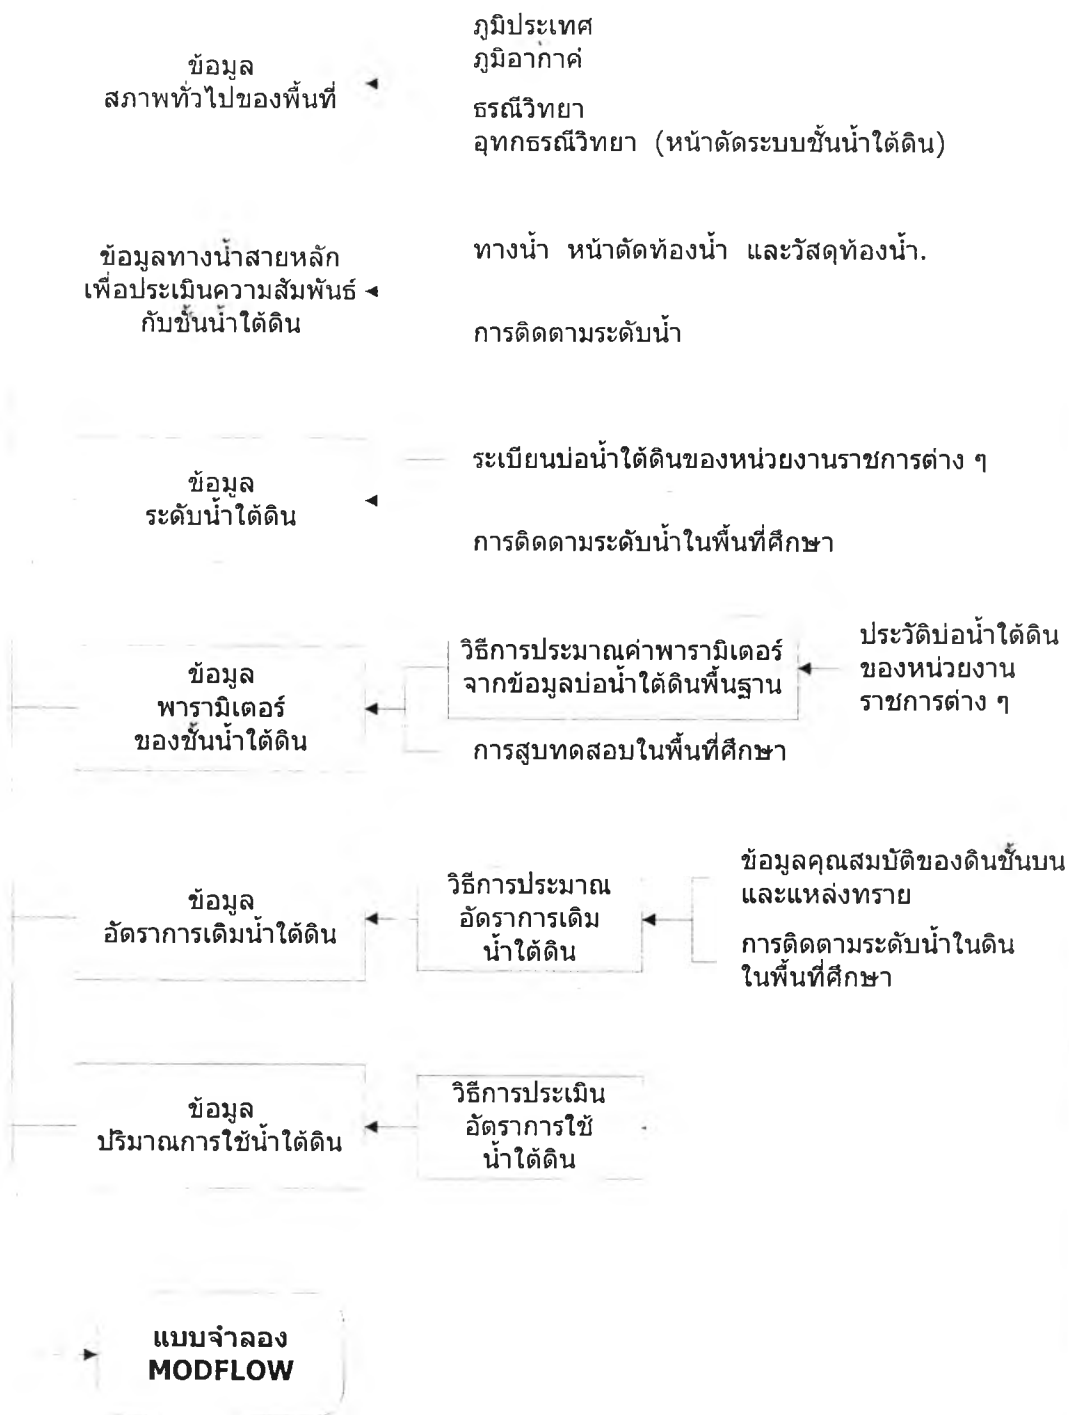 ภูมิประเทศ
ภูมิอากาศ
ข้อมูล
สภาพทั่วไปของพื้นที่
ธรณีวิทยา
อุทกธรณีวิทยา (หน้าตัดระบบชั้นน้ำใต้ดิน)
ข้อมูลทางน้ำสายหลัก
เพื่อประเมินความสัมพันธ์
กับชั้นน้ำใต้ดิน
ทางน้ำ หน้าตัดท้องน้ำ และวัสดุท้องน้ำ.
การติดตามระดับน้ำ
ข้อมูล
ระดับน้ำใต้ดิน
ระเบียนบ่อน้ำใต้ดินของหน่วยงานราชการต่าง ๆ
การติดตามระดับน้ำในพื้นที่ศึกษา
ข้อมูล
พารามิเตอร์
ของชั้นน้ำใต้ดิน
วิธีการประมาณค่าพารามิเตอร์
จากข้อมูลบ่อน้ำใต้ดินพื้นฐาน
การสูบทดสอบในพื้นที่ศึกษา
ประวัติบ่อน้ำใต้ดิน
ของหน่วยงาน
ราชการต่าง ๆ
ข้อมูล
อัตราการเติมน้ำใต้ดิน
วิธีการประมาณ
อัตราการเติม
น้ำใต้ดิน
ข้อมูลคุณสมบัติของดินชั้นบน
และแหล่งทราย
การติดตามระดับน้ำในดิน
ในพื้นที่ศึกษา
ข้อมูล
ปริมาณการใช้น้ำใต้ดิน
วิธีการประเมิน
อัตราการใช้
น้ำใต้ดิน
แบบจำลอง
MODFLOW